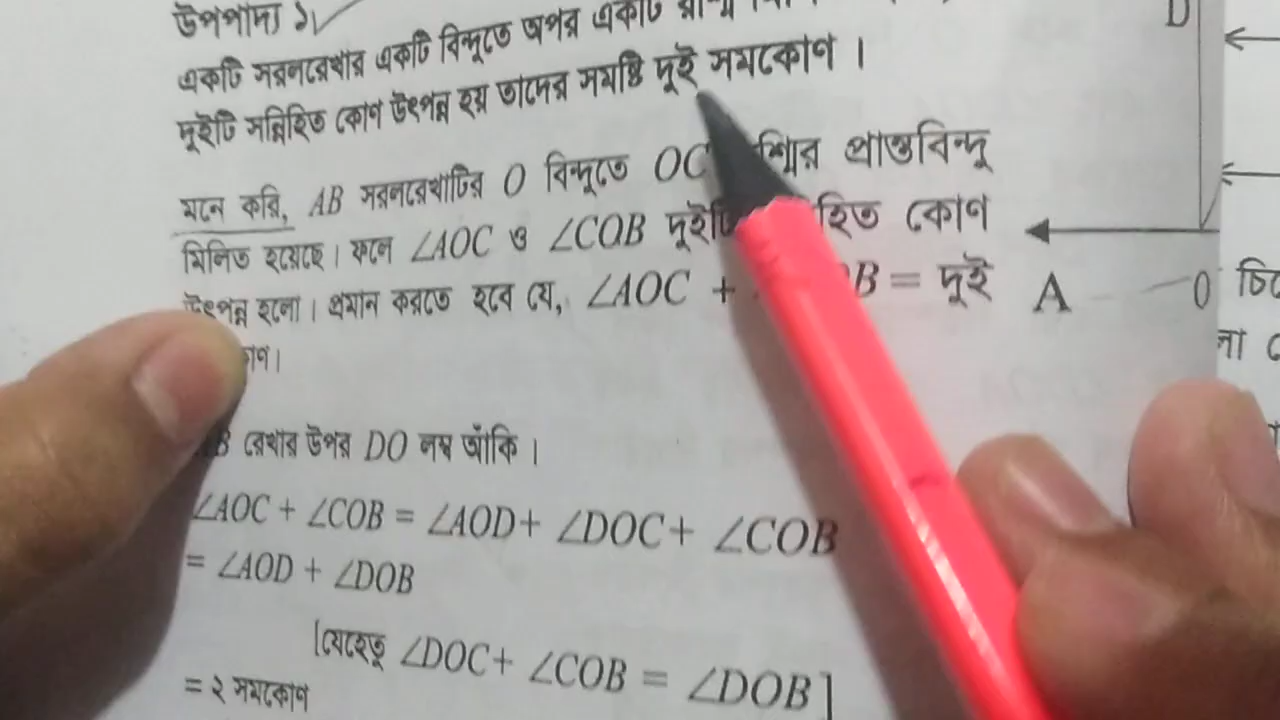 উপপাদ্য ১
একটি সরলরেখার একটি বিন্দুতে অপর একটি
দুইটি সন্নিহিত কোণ উৎপন্ন হয় তাদের সমষ্টি দুই সমকোণ ।
মনে করি, AB সরলরেখাটির O বিন্দুতে OC প্রান্তবিন্দু
মিলিত হয়েছে। ফলে ∠AOC ও ∠COB কোণ
উৎপন্ন হলো । প্রমান করতে হবে যে, ∠AOC + B = দুই
রেখার উপর DO লম্ব আঁকি ।
∠AOC + ∠COB = ∠AOD+ ∠DOC+ ∠COB
= ∠AOD + ∠DOB
[যেহেতু ∠DOC+ ∠COB = ∠DOB]
= ২ সমকোণ
D
A
O